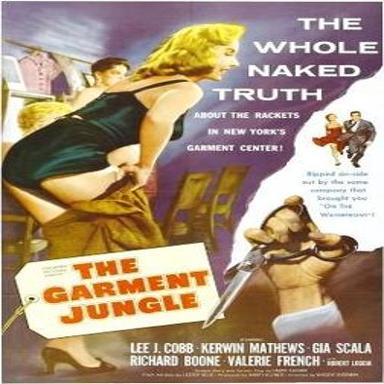 THE
WHOLE
NAKED
TRUTH
ABOUT THE RACKETS
IN NEW YORK'S
GARMENT CENTER!
Ripped on-side
out by the same
company that
brought you
"On The
Waterfront"!
THE
GARMENT
JUNGLE
LEE J. COBB · KERWIN MATHEWS · GIA SCALA
RICHARD BOONE · VALERIE FRENCH
ROBERT LOGGIA